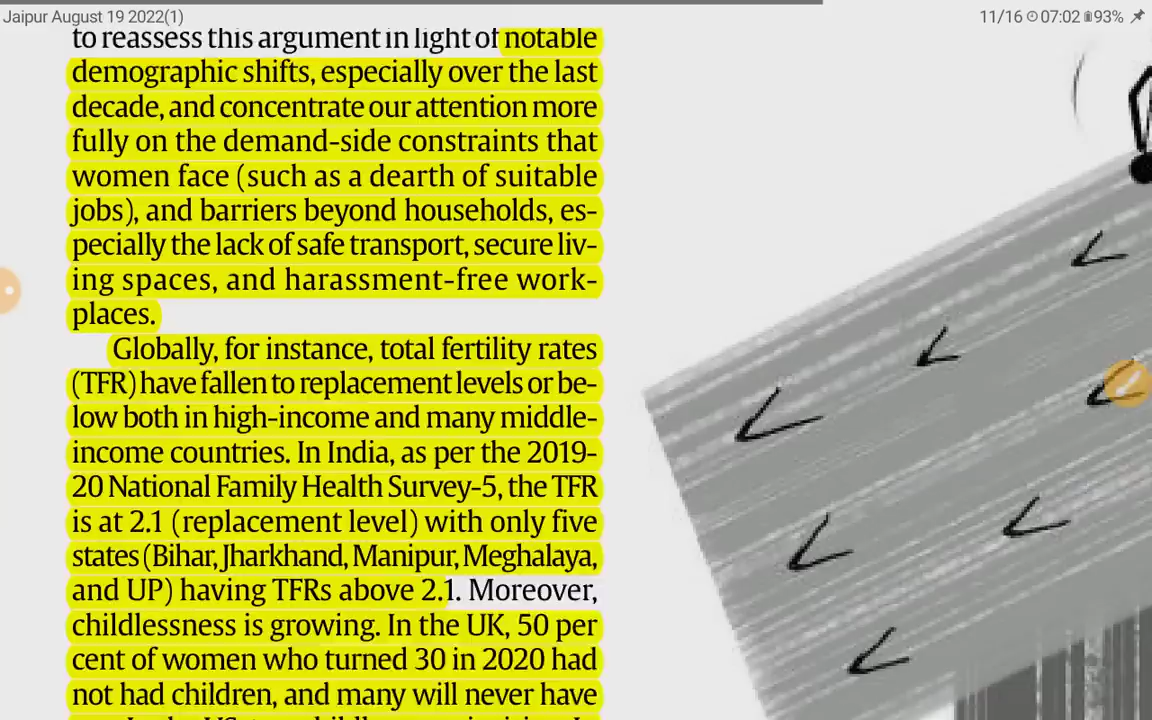 Jaipur August 19 2022(1)
11/16 07:02 93%
to reassess this argument in light of notable
demographic shifts, especially over the last
decade, and concentrate our attention more
fully on the demand-side constraints that
women face (such as a dearth of suitable
jobs), and barriers beyond households, es-
pecially the lack of safe transport, secure liv-
ing spaces, and harassment-free work-
places.
Globally, for instance, total fertility rates
(TFR) have fallen to replacement levels or be-
low both in high-income and many middle-
income countries. In India, as per the 2019-
20 National Family Health Survey-5, the TFR
is at 2.1 (replacement level) with only five
states (Bihar, Jharkhand, Manipur, Meghalaya,
and UP) having TFRs above 2.1. Moreover,
childlessness is growing. In the UK, 50 per
cent of women who turned 30 in 2020 had
not had children, and many will never have